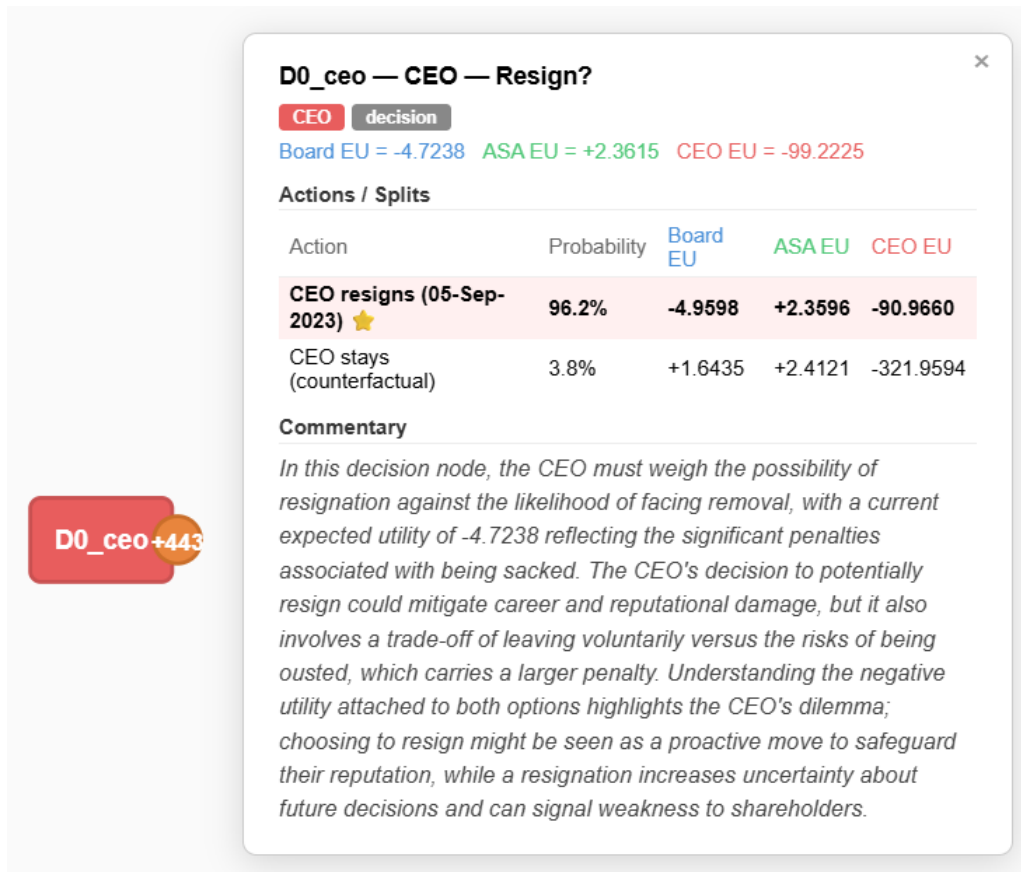 D0_ceo — CEO — Resign?
×
CEO decision
Board EU = -4.7238 ASA EU = +2.3615 CEO EU = -99.2225
Actions / Splits
Action Probability Board EU ASA EU CEO EU
CEO resigns (05-Sep-2023) ⭐ 96.2% -4.9598 +2.3596 -90.9660
CEO stays (counterfactual) 3.8% +1.6435 +2.4121 -321.9594
Commentary
In this decision node, the CEO must weigh the possibility of
resignation against the likelihood of facing removal, with a current
expected utility of -4.7238 reflecting the significant penalties
associated with being sacked. The CEO's decision to potentially
resign could mitigate career and reputational damage, but it also
involves a trade-off of leaving voluntarily versus the risks of being
ousted, which carries a larger penalty. Understanding the negative
utility attached to both options highlights the CEO's dilemma;
choosing to resign might be seen as a proactive move to safeguard
their reputation, while a resignation increases uncertainty about
future decisions and can signal weakness to shareholders.
D0_ceo +443